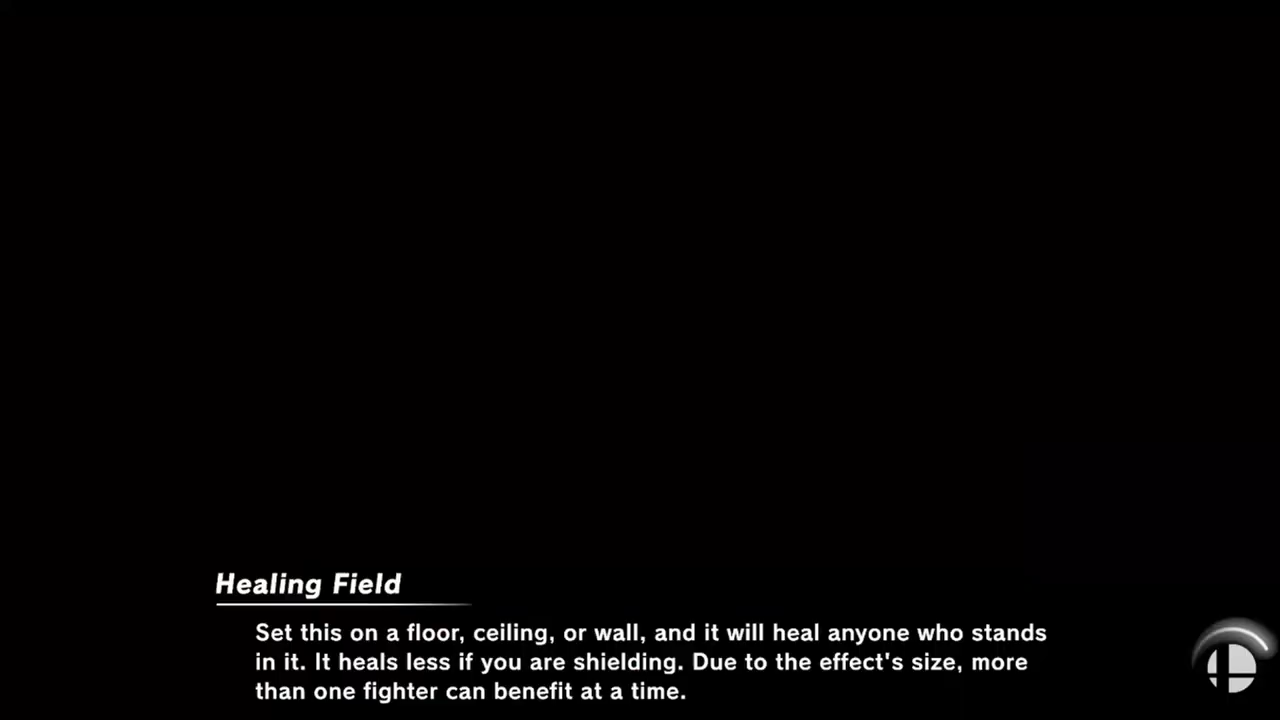 Healing Field
Set this on a floor, ceiling, or wall, and it will heal anyone who stands
in it. It heals less if you are shielding. Due to the effect's size, more
than one fighter can benefit at a time.